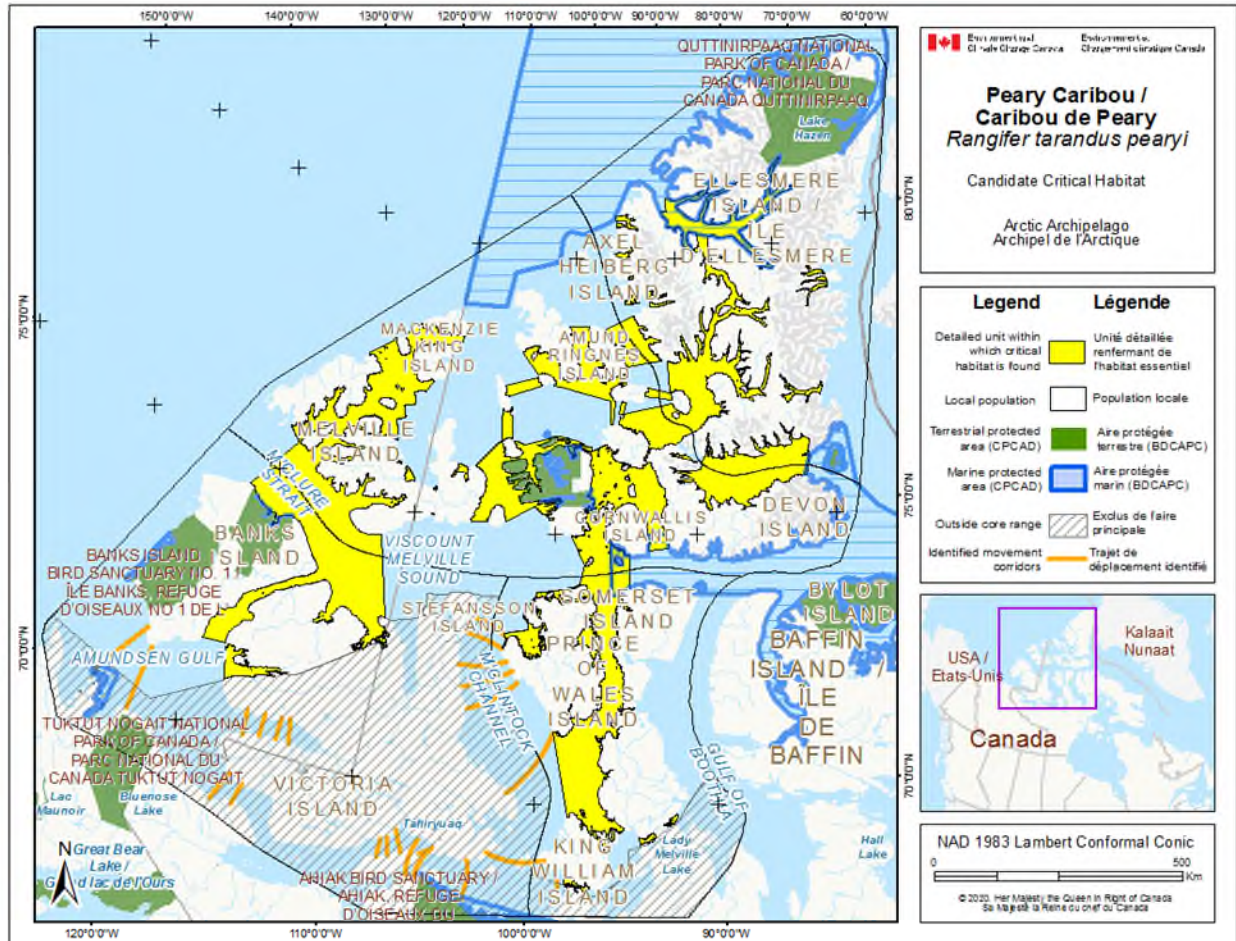 150°0'0"W 140°0'0"W 130°0'0"W 120°0'0"W 110°0'0"W 100°0'0"W 90°0'0"W 80°0'0"W 70°0'0"W 60°0'0"W
QUTTINIRPAAQ NATIONAL
PARK OF CANADA /
PARC NATIONAL DU
CANADA QUTTINIRPAAQ
Lake
Hazen
ELLESMERE
ISLAND /
ÎLE
D'ELLESMERE
AXEL
HEIBERG
ISLAND
MACKENZIE
KING
ISLAND
AMUND
RINGNES
ISLAND
MELVILLE
ISLAND
M'CLURE
STRAIT
BANKS
ISLAND
BANKS ISLAND
BIRD SANCTUARY NO. 1 /
ÎLE BANKS, REFUGE
D'OISEAUX NO 1 DE L'
VISCOUNT
MELVILLE
SOUND
CORNWALLIS
ISLAND
DEVON
ISLAND
STEFANSSON
ISLAND
SOMERSET
ISLAND
PRINCE
OF
WALES
ISLAND
BYLOT
ISLAND
BAFFIN
ISLAND /
ÎLE
DE
BAFFIN
AMUNDSEN GULF
M'CLINTOCK
CHANNEL
GULF OF
BOOTHIA
TUKTUT NOGAIT NATIONAL
PARK OF CANADA /
PARC NATIONAL DU
CANADA TUKTUT NOGAIT
Lac
Maunoir
Bluenose
Lake
VICTORIA
ISLAND
Tahiryuaq
KING
WILLIAM
ISLAND
Lady
Melville
Lake
Hall
Lake
N
Great Bear
Lake /
Grand lac de l'Ours
AHIAK BIRD SANCTUARY /
AHIAK, REFUGE
D'OISEAUX DU
75°0'0"N
70°0'0"N
80°0'0"N
75°0'0"N
70°0'0"N
120°0'0"W 110°0'0"W 100°0'0"W 90°0'0"W
Environment and Environnement et
Climate Change Canada Changement climatique Canada
Peary Caribou /
Caribou de Peary
Rangifer tarandus pearyi
Candidate Critical Habitat
Arctic Archipelago
Archipel de l'Arctique
Legend Légende
Detailed unit within Unité détaillée
which critical renfermant de
habitat is found l'habitat essentiel
Local population Population locale
Terrestrial protected Aire protégée
area (CPCAD) terrestre (BDCAPC)
Marine protected Aire protégée
area (CPCAD) marin (BDCAPC)
Outside core range Exclus de l'aire
principale
Identified movement Trajet de
corridors déplacement identifié
USA /
Etats-Unis
Kalaait
Nunaat
Canada
NAD 1983 Lambert Conformal Conic
0 500
Km
© 2020. Her Majesty the Queen in Right of Canada
Sa Majesté la Reine du chef du Canada